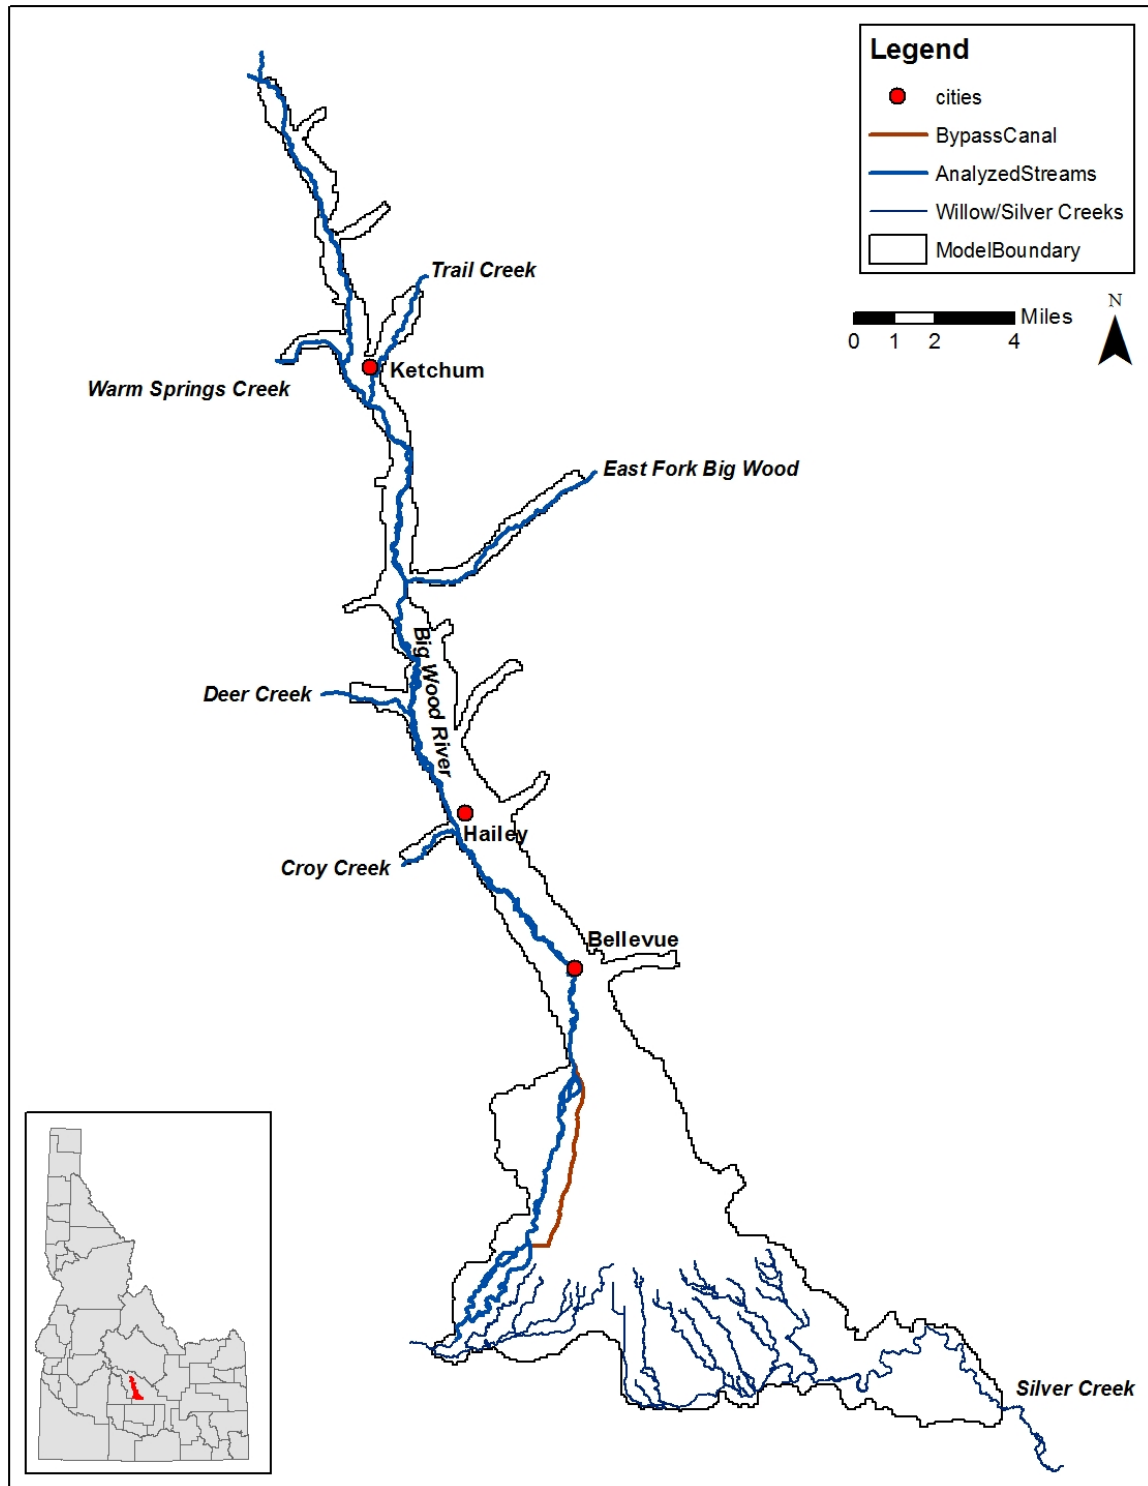 Legend
cities
BypassCanal
AnalyzedStreams
Willow/Silver Creeks
ModelBoundary
N
Miles
0 1 2 4
Trail Creek
Ketchum
Warm Springs Creek
East Fork Big Wood
Big Wood River
Deer Creek
Hailey
Croy Creek
Bellevue
Silver Creek